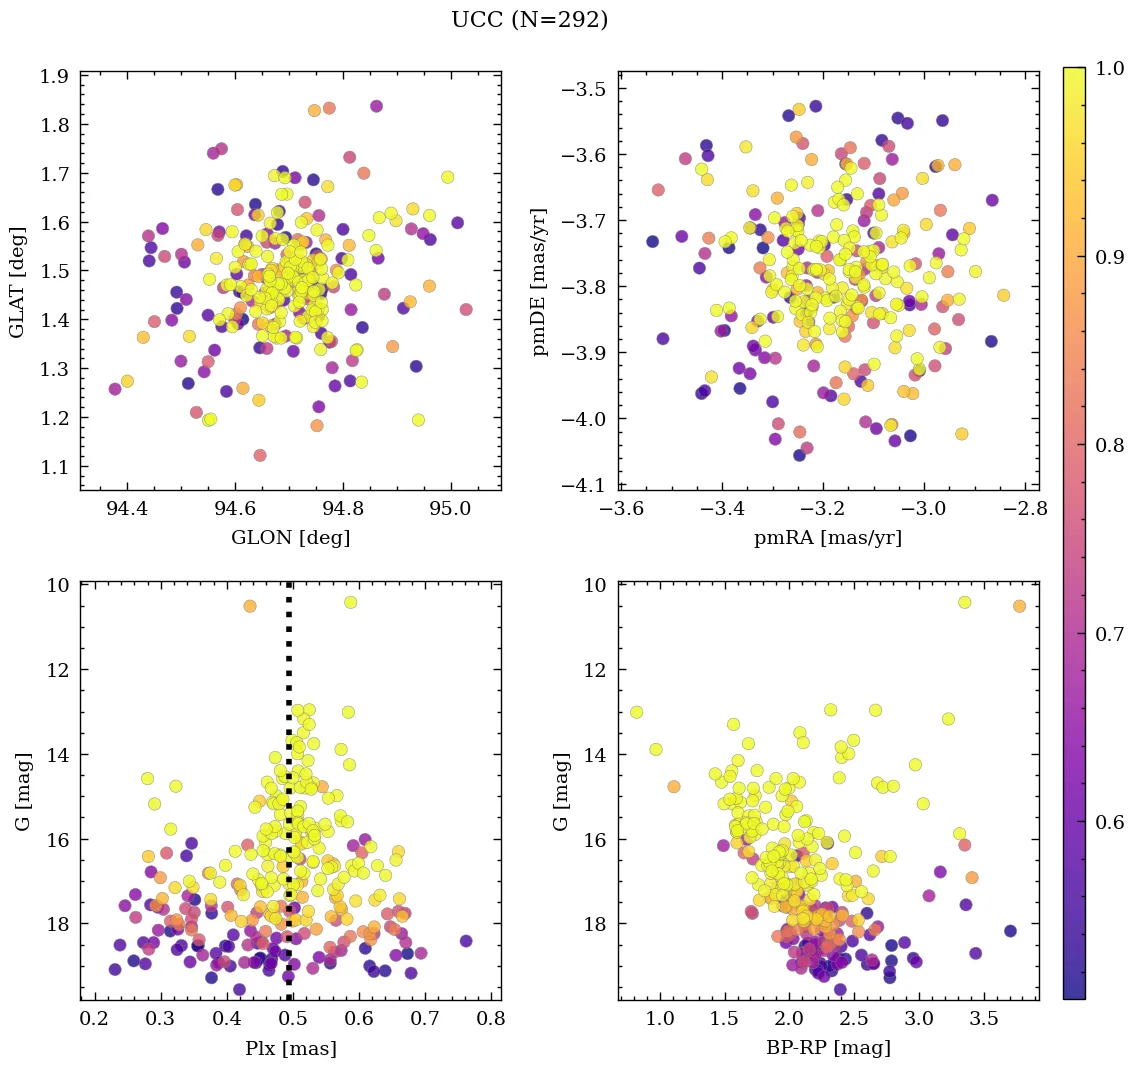 UCC (N=292)
1.9
1.8
1.7
1.6
1.5
1.4
1.3
1.2
1.1
GLAT [deg]
94.4 94.6 94.8 95.0
GLON [deg]
−3.5
−3.6
−3.7
−3.8
−3.9
−4.0
−4.1
pmDE [mas/yr]
−3.6 −3.4 −3.2 −3.0 −2.8
pmRA [mas/yr]
10
12
14
16
18
G [mag]
0.2 0.3 0.4 0.5 0.6 0.7 0.8
Plx [mas]
10
12
14
16
18
G [mag]
1.0 1.5 2.0 2.5 3.0 3.5
BP-RP [mag]
1.0
0.9
0.8
0.7
0.6